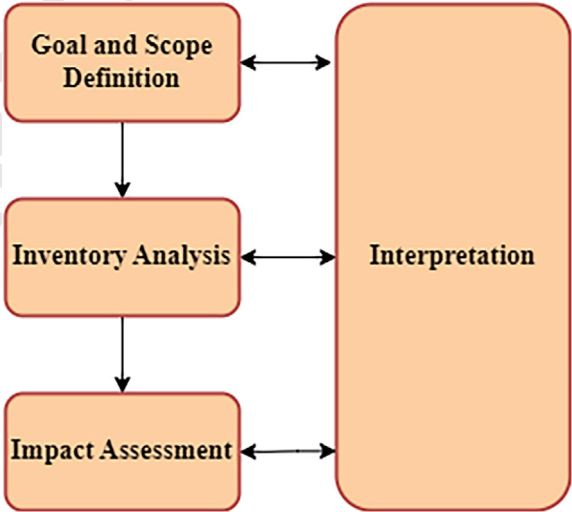 Goal and Scope
Definition
Inventory Analysis
Interpretation
Impact Assessment